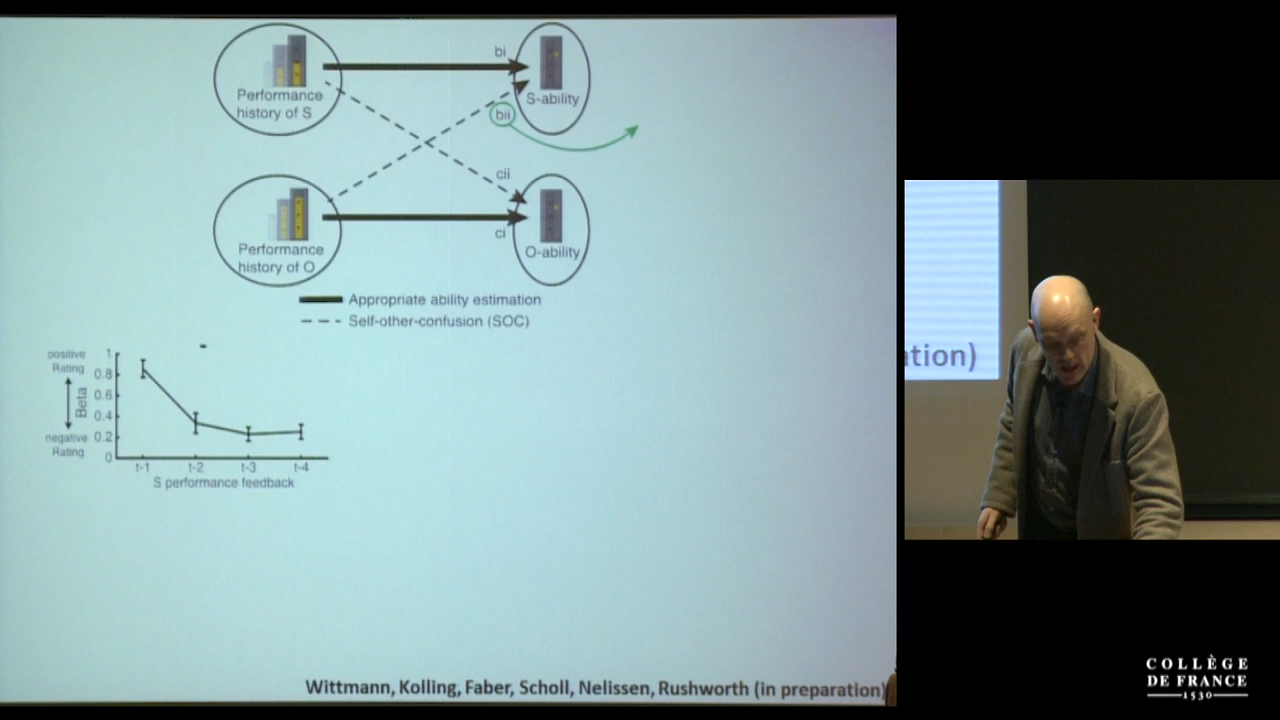 bi
Performance
history of S
S-ability
bii
cii
Performance
history of O
ci
O-ability
Appropriate ability estimation
Self-other-confusion (SOC)
positive
Rating
Beta
negative
Rating
1
0.8
0.6
0.4
0.2
0
t-1 t-2 t-3 t-4
S performance feedback
Wittmann, Kolling, Faber, Scholl, Nelissen, Rushworth (in preparation)
ation)
COLLÈGE
DE FRANCE
1530